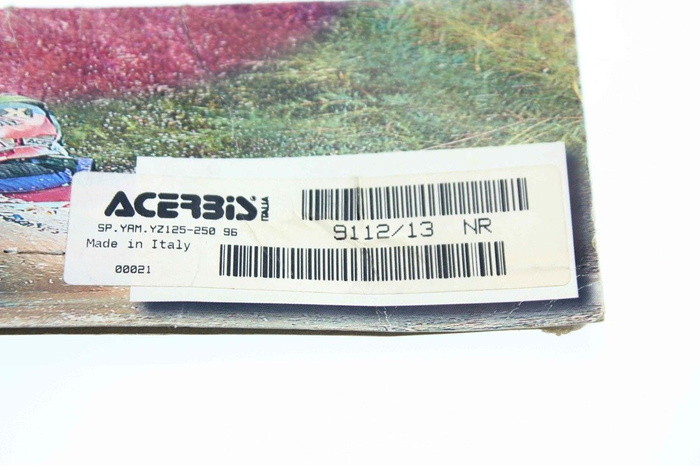 ACERBIS ITALIA
SP.YAM.YZ125-250 96
Made in Italy
00021
9112/13 NR